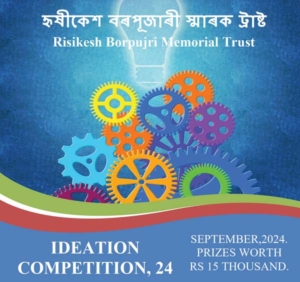 হৃষীকেশ বৰপূজাৰী স্মাৰক ট্ৰাষ্ট
Risikesh Borpujri Memorial Trust
IDEATION
COMPETITION, 24
SEPTEMBER,2024.
PRIZES WORTH
RS 15 THOUSAND.